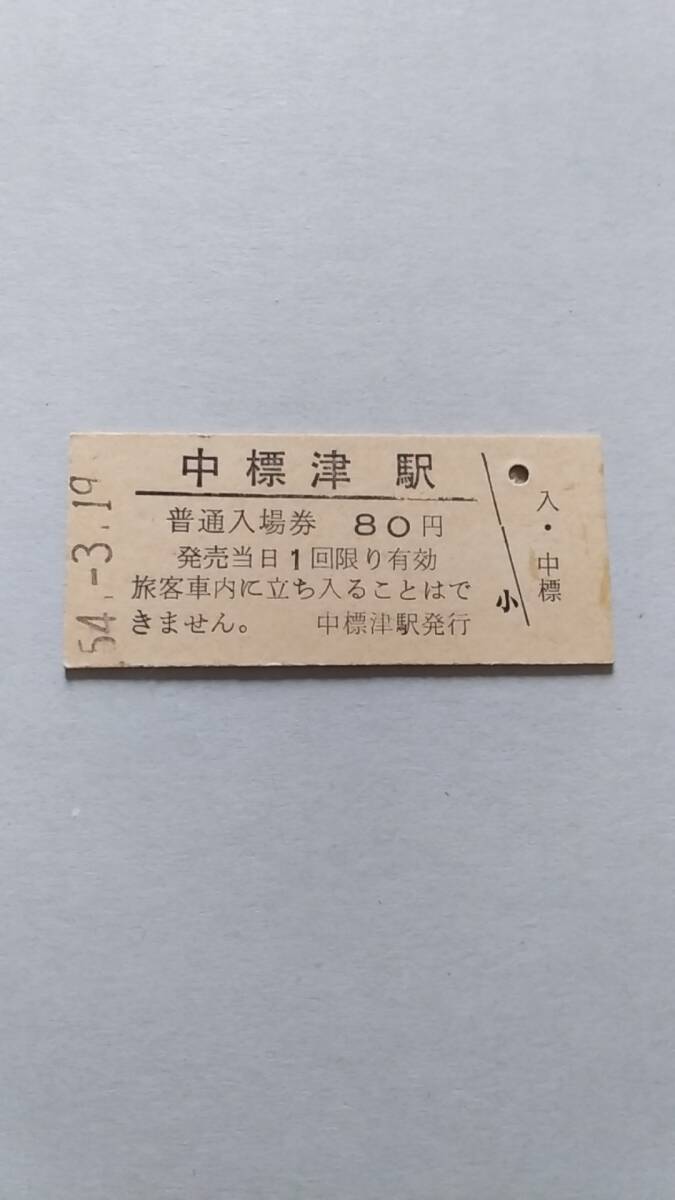 中標津駅
普通入場券 80円
発売当日1回限り有効
旅客車内に立ち入ることはで
きません。 中標津駅発行
小
入・中標
54.-3.19